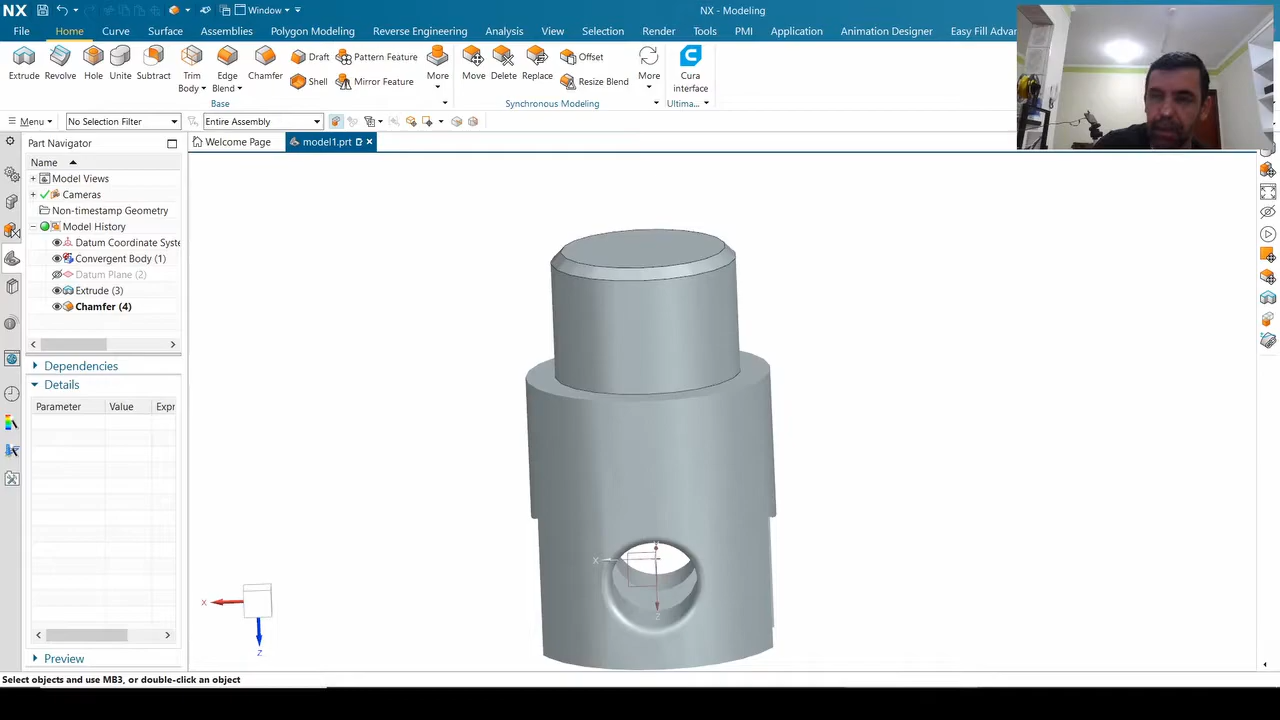 NX
Window
NX - Modeling
File Home Curve Surface Assemblies Polygon Modeling Reverse Engineering Analysis View Selection Render Tools PMI Application Animation Designer Easy Fill Advan
Extrude Revolve Hole Unite Subtract Trim Body Edge Blend Chamfer Draft Shell Pattern Feature Mirror Feature More
Move Delete Replace Offset Resize Blend More Cura interface
Base Synchronous Modeling Ultima...
Menu No Selection Filter Entire Assembly
Part Navigator Welcome Page model1.prt
Name
Model Views
Cameras
Non-timestamp Geometry
Model History
Datum Coordinate Syste
Convergent Body (1)
Datum Plane (2)
Extrude (3)
Chamfer (4)
Dependencies
Details
Parameter Value Expr
X
Z
X
Z
Preview
Select objects and use MB3, or double-click an object